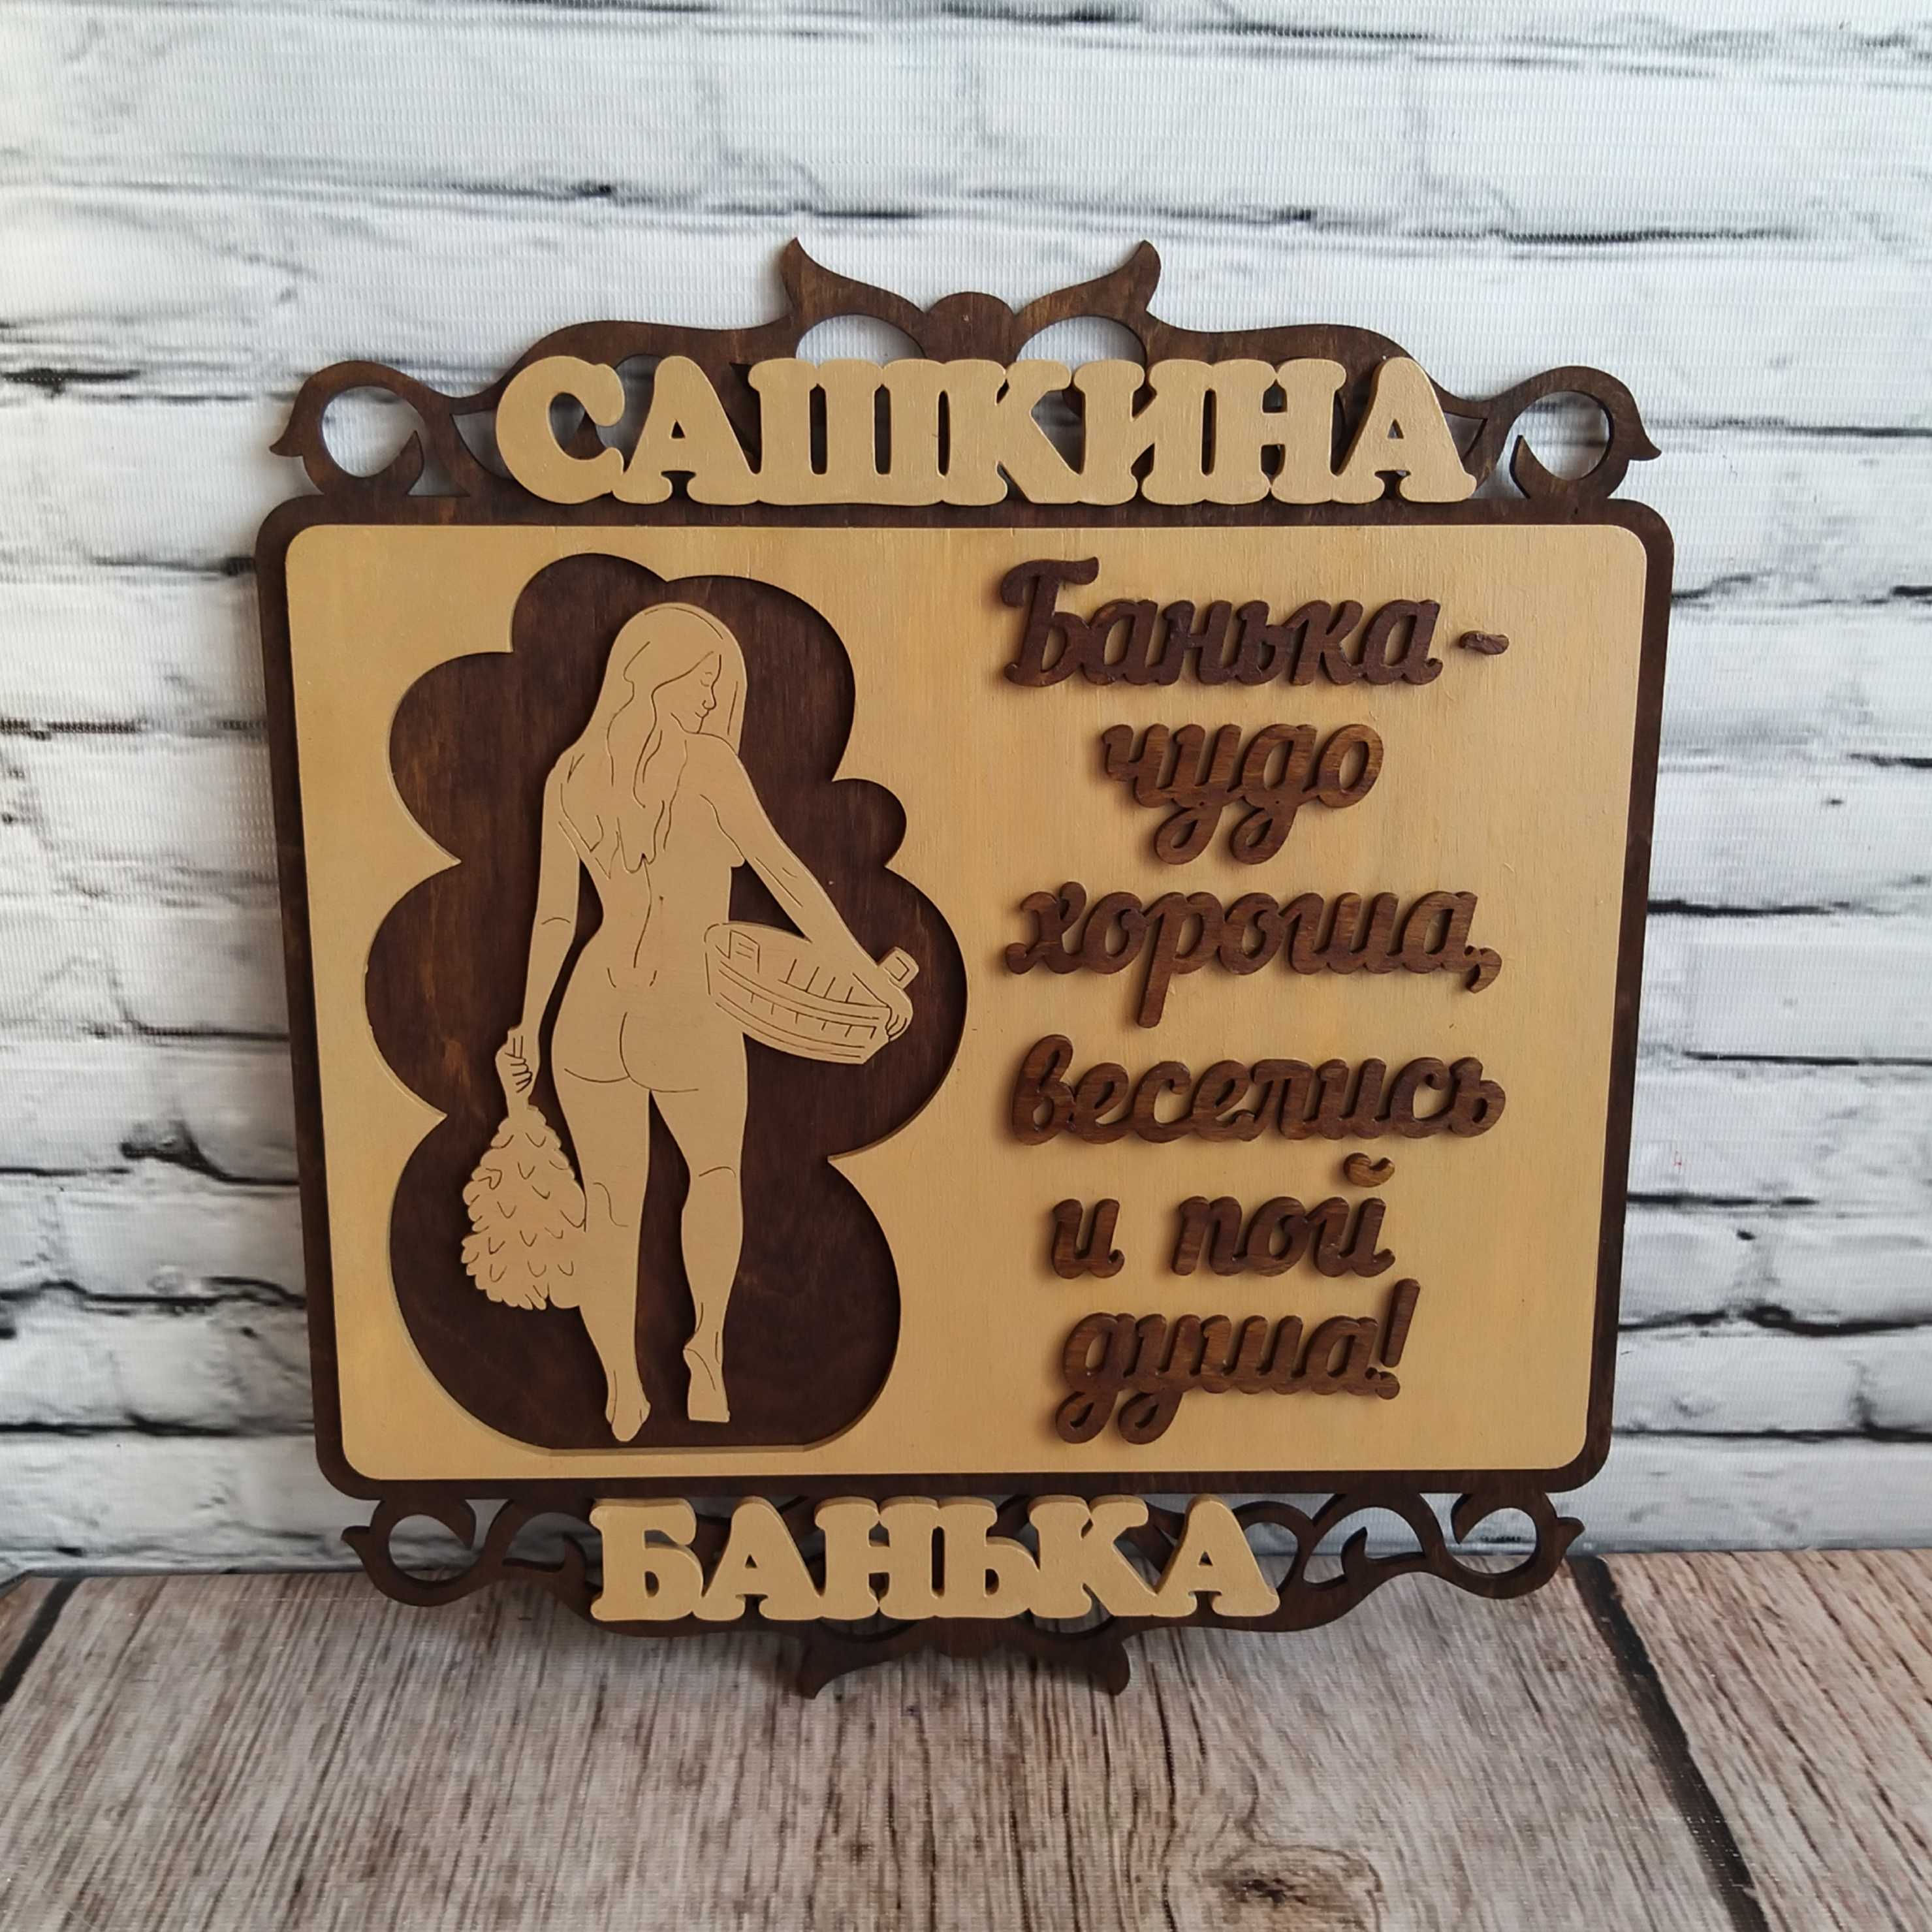 САШКИНА
Банька -
чудо
хороша,
веселись
и пой
душа!
БАНЬКА